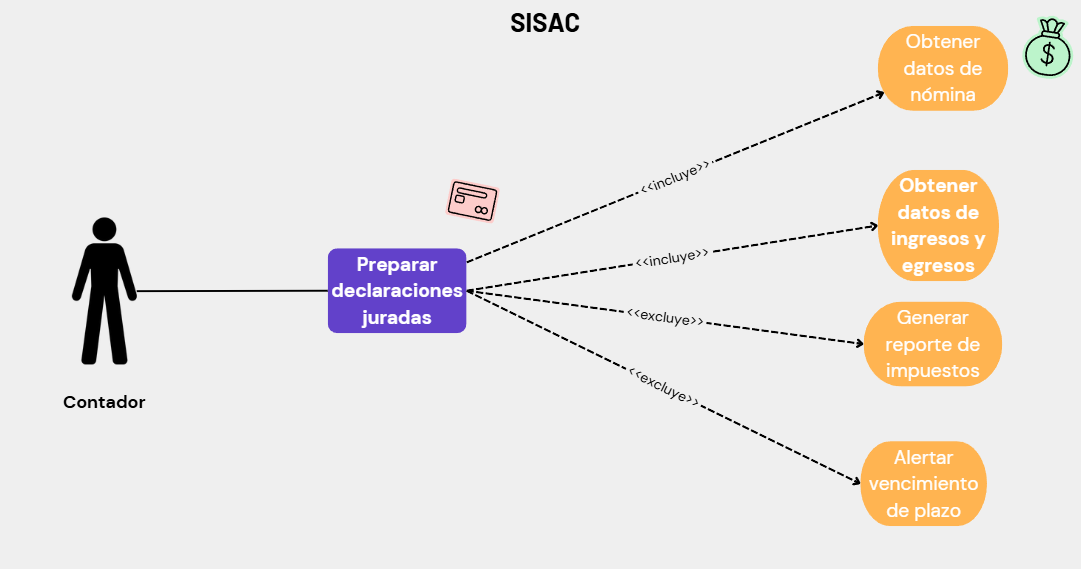 SISAC
Obtener
datos de
nómina
$
<<incluye>>
Obtener
datos de
ingresos y
egresos
<<incluye>>
Preparar
declaraciones
juradas
<<excluye>>
Generar
reporte de
impuestos
<<excluye>>
Contador
Alertar
vencimiento
de plazo